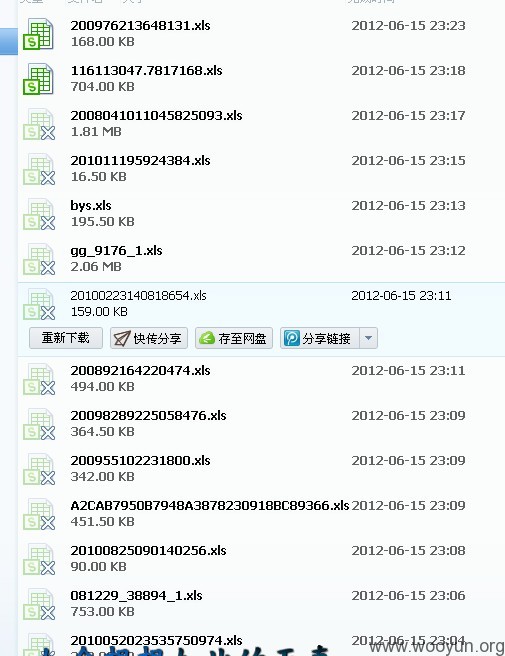 200976213648131.xls 2012-06-15 23:23
168.00 KB
116113047.7817168.xls 2012-06-15 23:18
704.00 KB
2008041011045825093.xls 2012-06-15 23:17
1.81 MB
201011195924384.xls 2012-06-15 23:15
16.50 KB
bys.xls 2012-06-15 23:13
195.50 KB
gg_9176_1.xls 2012-06-15 23:12
2.06 MB
20100223140818654.xls 2012-06-15 23:11
159.00 KB
重新下载 快传分享 存至网盘 分享链接
200892164220474.xls 2012-06-15 23:11
494.00 KB
20098289225058476.xls 2012-06-15 23:09
364.50 KB
200955102231800.xls 2012-06-15 23:09
342.00 KB
A2CAB7950B7948A3878230918BC89366.xls 2012-06-15 23:09
451.50 KB
20100825090140256.xls 2012-06-15 23:08
90.00 KB
081229_38894_1.xls 2012-06-15 23:06
753.00 KB
2010052023535750974.xls 2012-06-15 23:04
www.wooyun.org